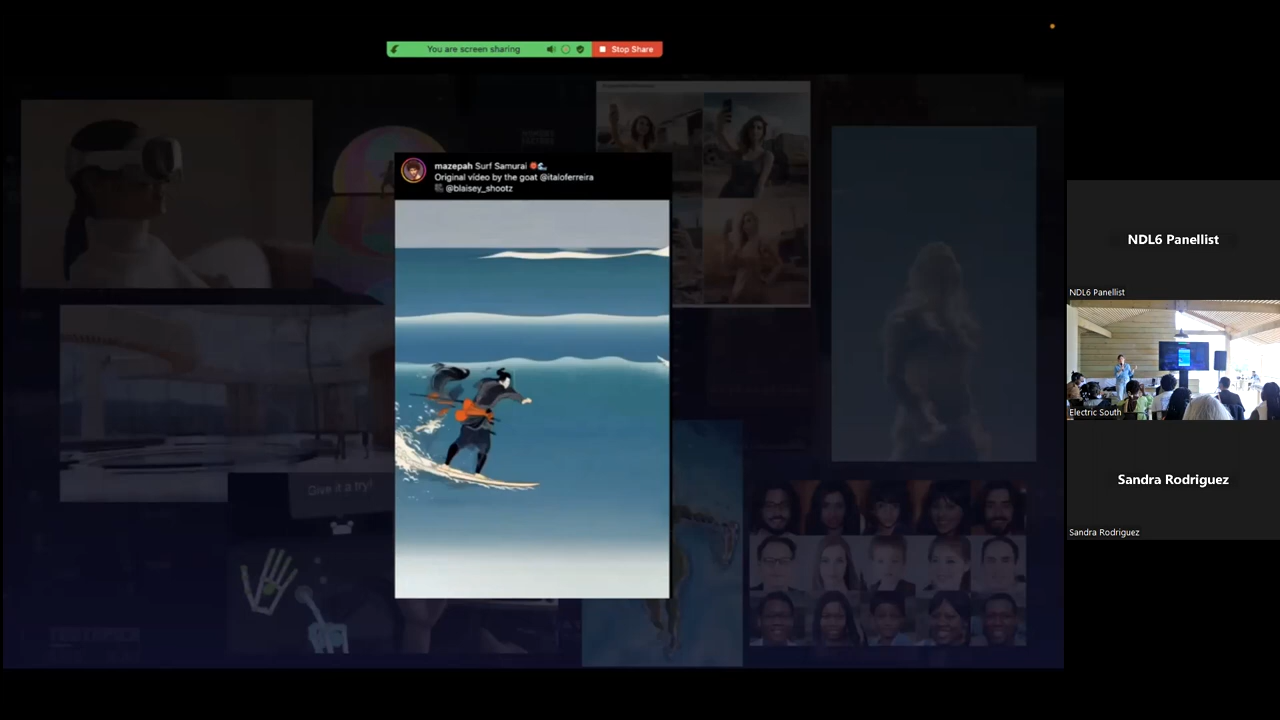 You are screen sharing
Stop Share
mazepah Surf Samurai
Original video by the goat @italoferreira
@blaisey_shootz
Give it a try!
NDL6 Panellist
NDL6 Panellist
Electric South
Sandra Rodriguez
Sandra Rodriguez